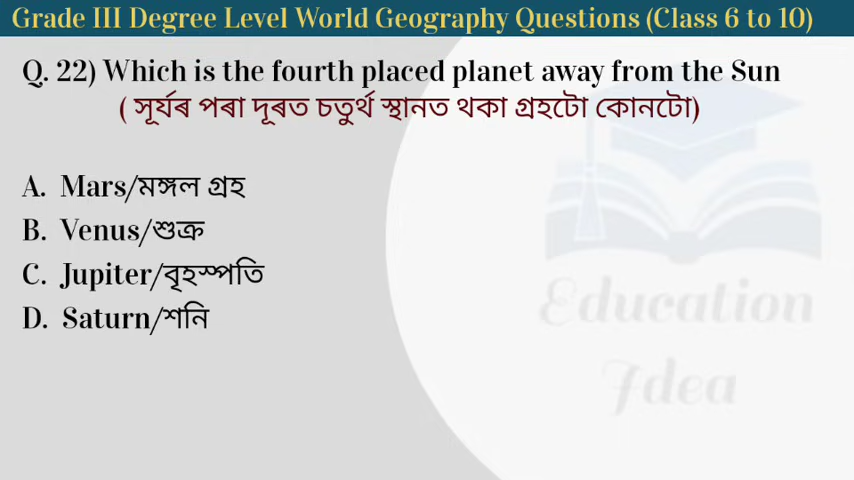 Grade III Degree Level World Geography Questions (Class 6 to 10)
Q. 22) Which is the fourth placed planet away from the Sun
( সূৰ্যৰ পৰা দূৰত চতুৰ্থ স্থানত থকা গ্ৰহটো কোনটো)
A. Mars/মঙ্গল গ্ৰহ
B. Venus/শুক্ৰ
C. Jupiter/বৃহস্পতি
D. Saturn/শনি
Education
Idea